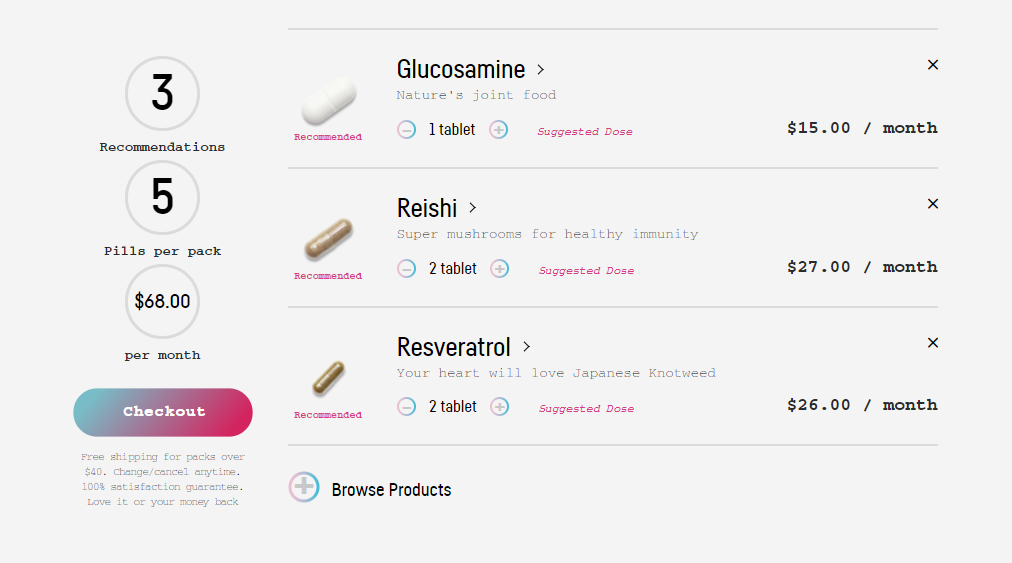 3
Recommendations
5
Pills per pack
$68.00
per month
Checkout
Free shipping for packs over
$40. Change/cancel anytime.
100% satisfaction guarantee.
Love it or your money back
Glucosamine
Nature's joint food
Recommended
1 tablet
Suggested Dose
$15.00 / month
Reishi
Super mushrooms for healthy immunity
Recommended
2 tablet
Suggested Dose
$27.00 / month
Resveratrol
Your heart will love Japanese Knotweed
Recommended
2 tablet
Suggested Dose
$26.00 / month
Browse Products